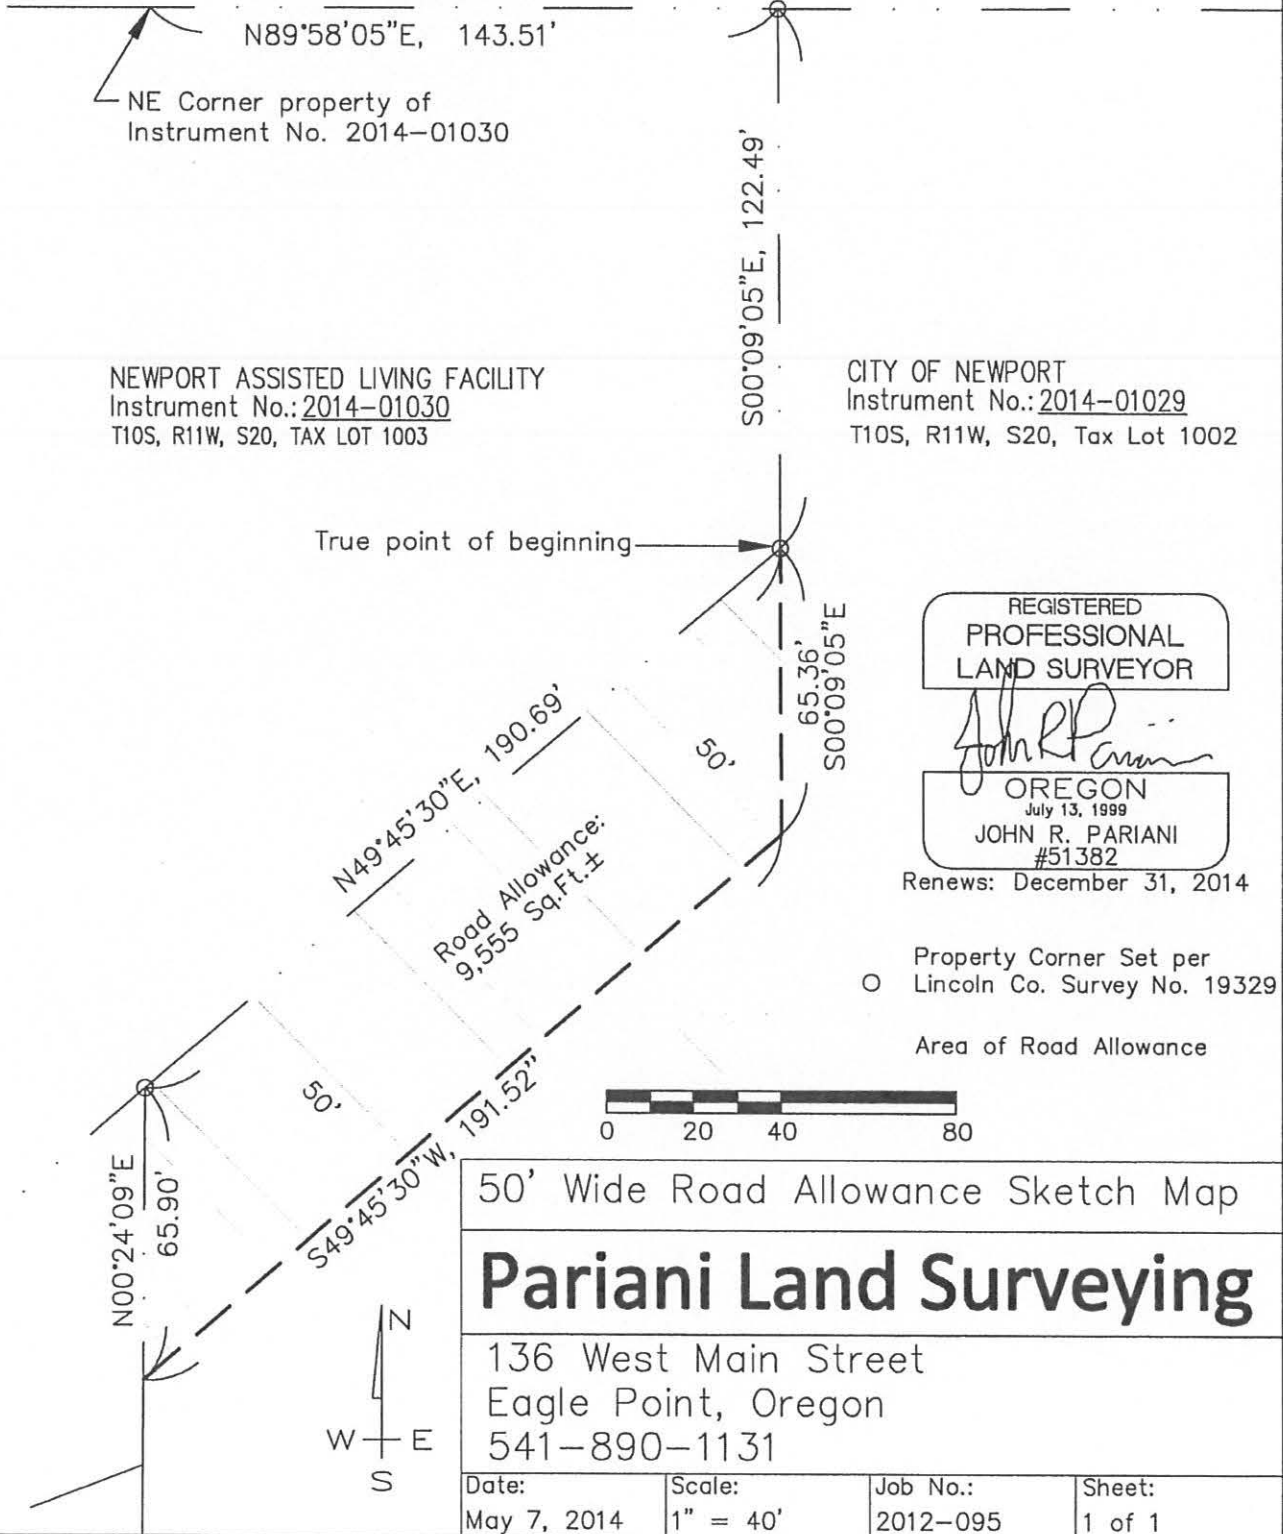 N89°58'05"E, 143.51'
NE Corner property of
Instrument No. 2014-01030
S00°09'05"E, 122.49'
NEWPORT ASSISTED LIVING FACILITY
Instrument No.: 2014-01030
T10S, R11W, S20, TAX LOT 1003
CITY OF NEWPORT
Instrument No.: 2014-01029
T10S, R11W, S20, Tax Lot 1002
True point of beginning
65.36'
S00°09'05"E
REGISTERED
PROFESSIONAL
LAND SURVEYOR
John R Pariani
OREGON
July 13, 1999
JOHN R. PARIANI
#51382
Renews: December 31, 2014
N49°45'30"E, 190.69'
50'
Road Allowance:
9,555 Sq.Ft.±
Property Corner Set per
Lincoln Co. Survey No. 19329
Area of Road Allowance
50'
S49°45'30"W, 191.52"
0 20 40 80
N00°24'09"E
65.90'
N
W E
S
50' Wide Road Allowance Sketch Map
Pariani Land Surveying
136 West Main Street
Eagle Point, Oregon
541-890-1131
Date: Scale: Job No.: Sheet:
May 7, 2014 1" = 40' 2012-095 1 of 1